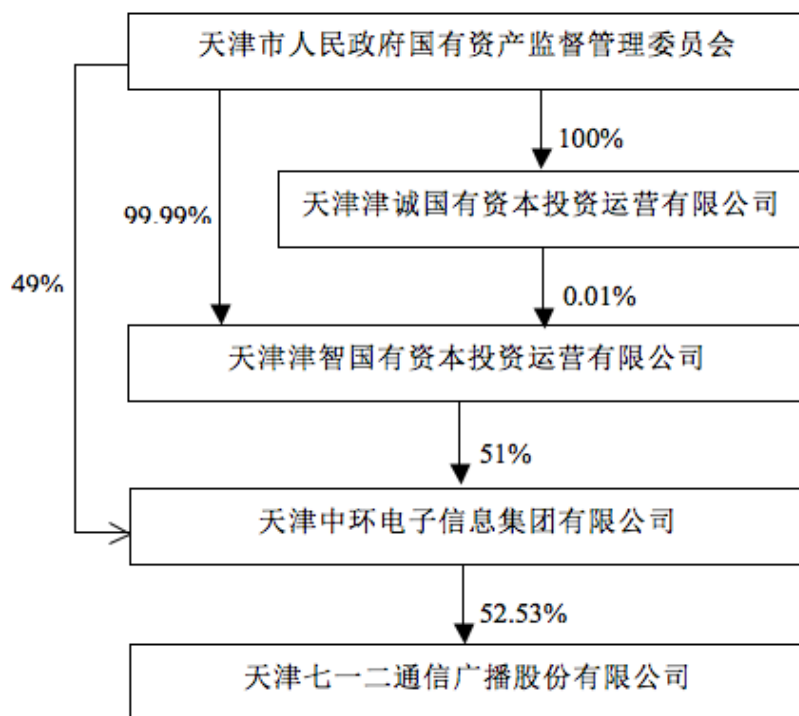 天津市人民政府国有资产监督管理委员会
100%
天津津诚国有资本投资运营有限公司
99.99%
49%
0.01%
天津津智国有资本投资运营有限公司
51%
天津中环电子信息集团有限公司
52.53%
天津七一二通信广播股份有限公司